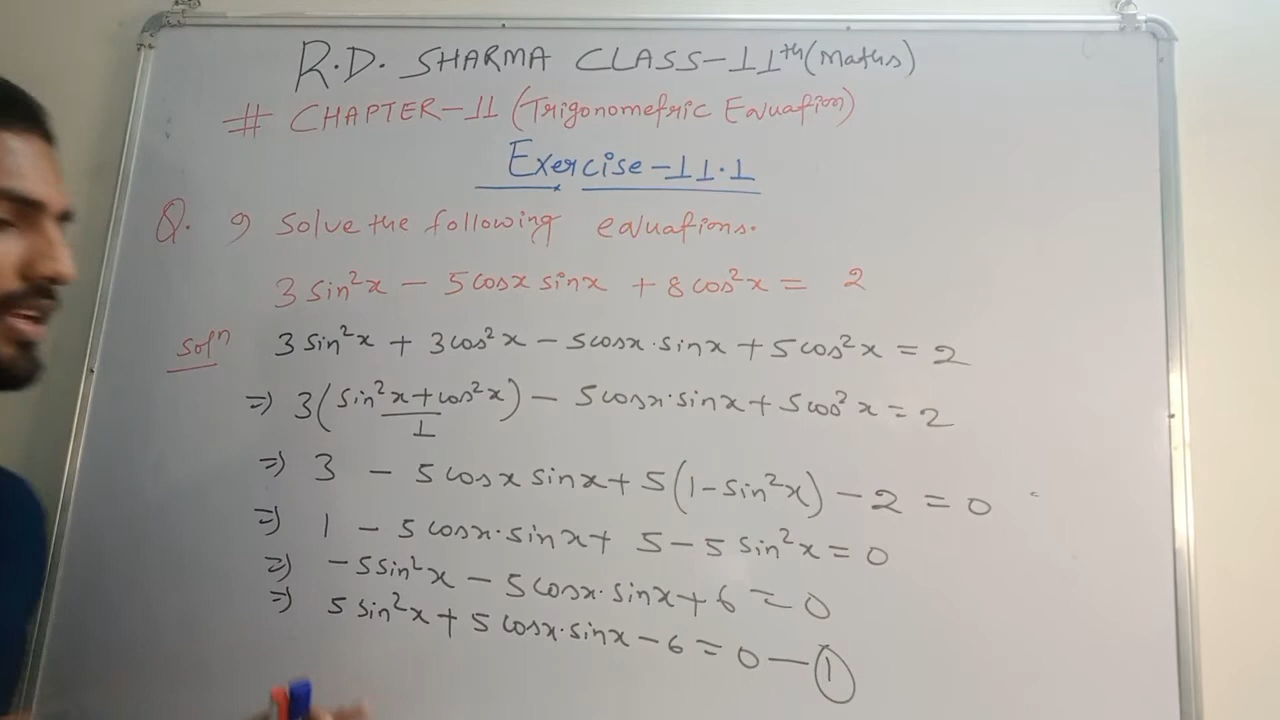 R.D. SHARMA CLASS-11th (Maths)
# CHAPTER-11 (Trigonometric Equation)
Exercise-11.1
Q. 9 Solve the following equations.
3 sin²x - 5 cosx sinx + 8 cos²x = 2
Solⁿ 3 sin²x + 3 cos²x - 5 cosx · sinx + 5 cos²x = 2
⇒ 3 (sin²x + cos²x) - 5 cosx · sinx + 5 cos²x = 2
1
⇒ 3 - 5 cosx sinx + 5 (1 - sin²x) - 2 = 0
⇒ 1 - 5 cosx · sinx + 5 - 5 sin²x = 0
⇒ - 5 sin²x - 5 cosx · sinx + 6 = 0
⇒ 5 sin²x + 5 cosx · sinx - 6 = 0 — ①